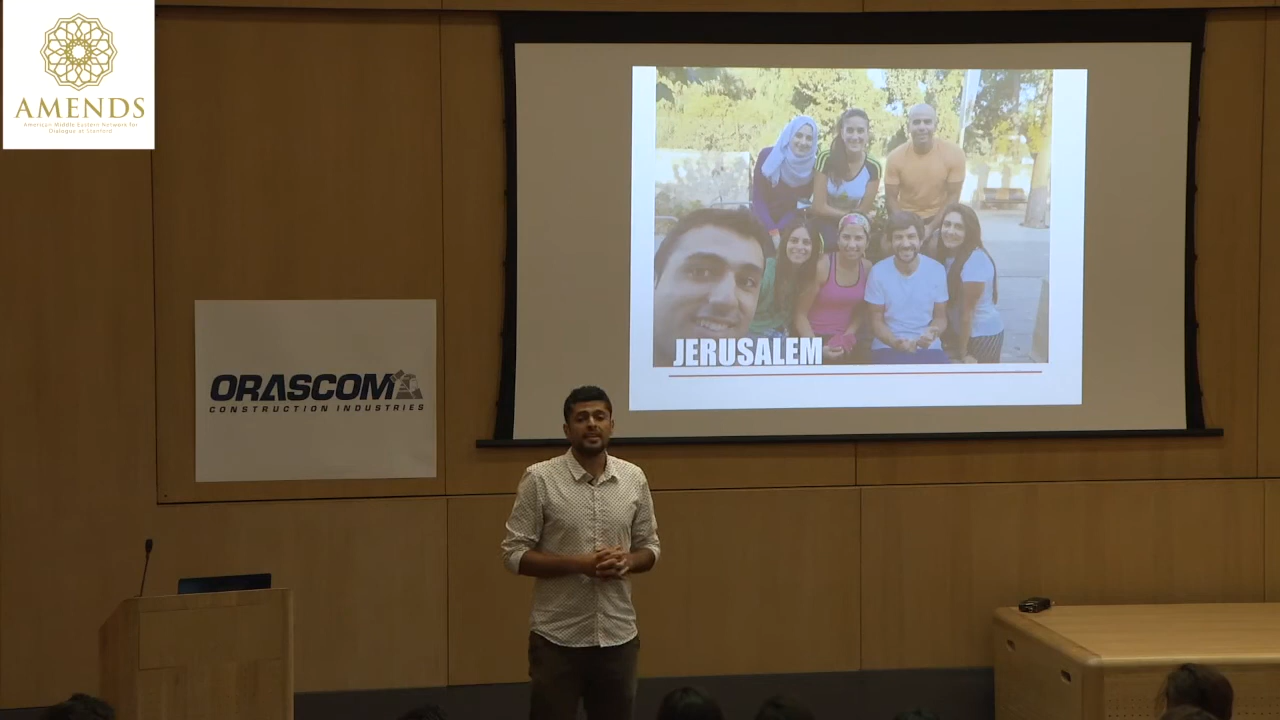 AMENDS
American Middle Eastern Network for
Dialogue at Stanford
ORASCOM
CONSTRUCTION INDUSTRIES
JERUSALEM